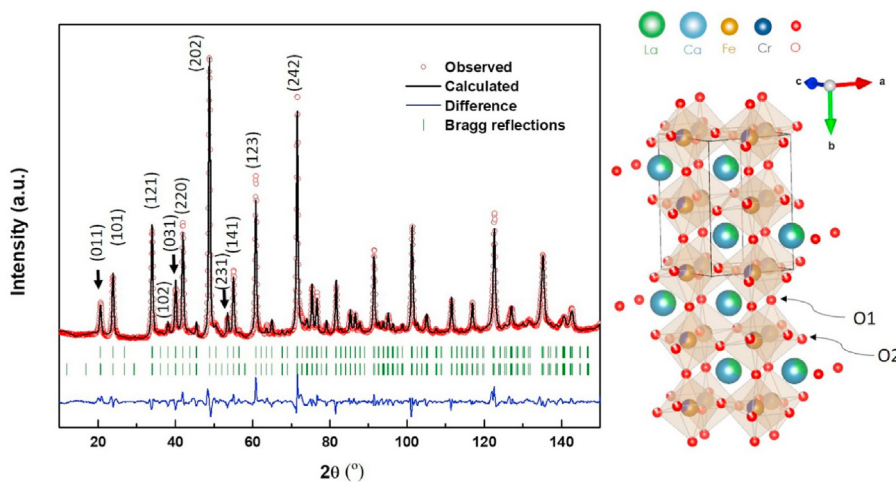 Intensity (a.u.)
(011)
(101)
(121)
(102)
(031)
(220)
(202)
(231)
(141)
(123)
(242)
Observed
Calculated
Difference
Bragg reflections
20 40 60 80 100 120 140
2θ (°)
La Ca Fe Cr O
c a
b
O1
O2